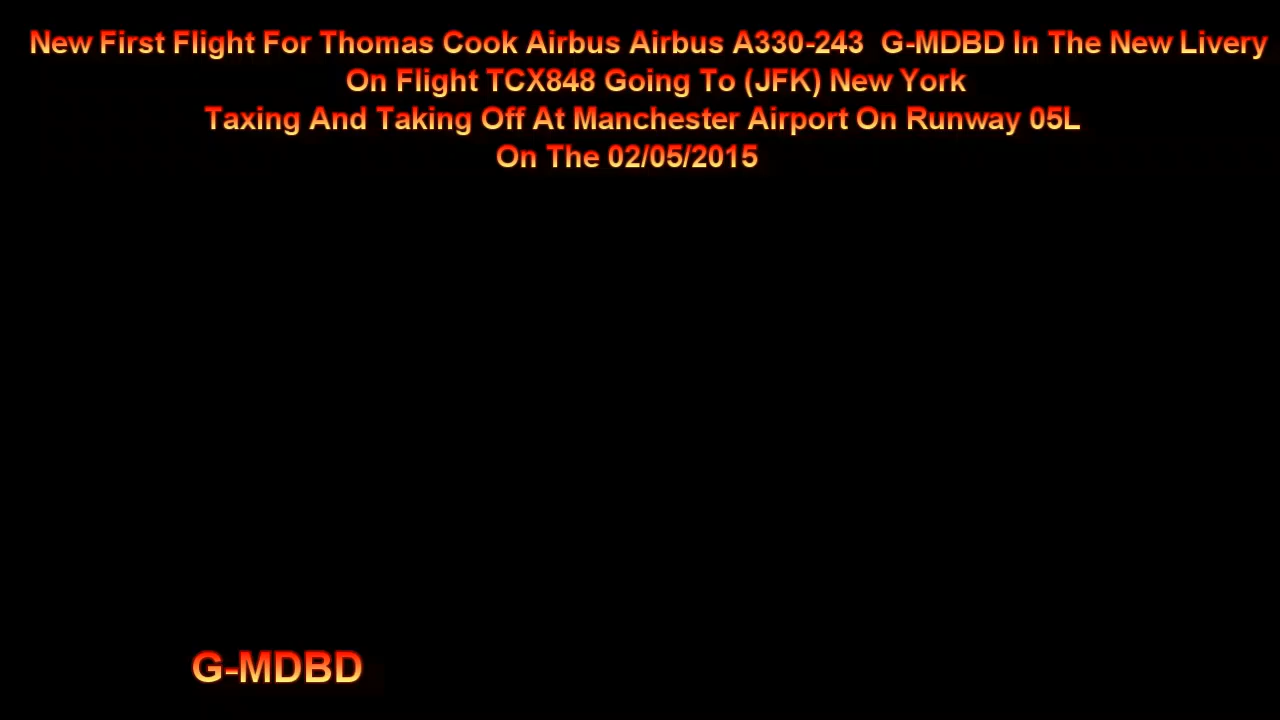 New First Flight For Thomas Cook Airbus Airbus A330-243  G-MDBD In The New Livery
On Flight TCX848 Going To (JFK) New York
Taxing And Taking Off At Manchester Airport On Runway 05L
On The 02/05/2015
G-MDBD